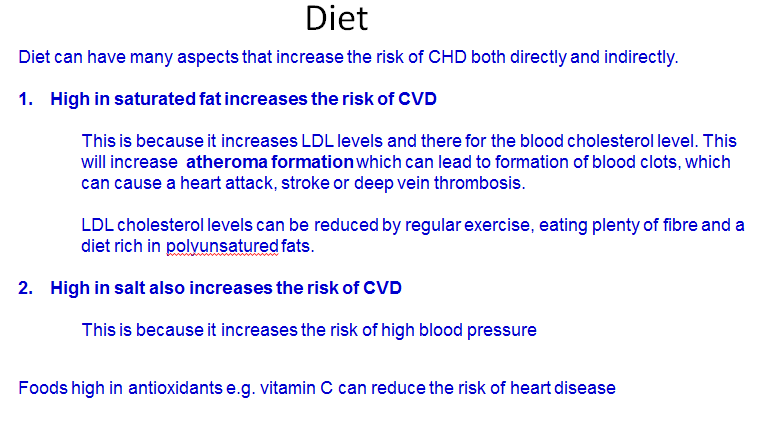 Diet
Diet can have many aspects that increase the risk of CHD both directly and indirectly.
1. High in saturated fat increases the risk of CVD
This is because it increases LDL levels and there for the blood cholesterol level. This
will increase atheroma formation which can lead to formation of blood clots, which
can cause a heart attack, stroke or deep vein thrombosis.
LDL cholesterol levels can be reduced by regular exercise, eating plenty of fibre and a
diet rich in polyunsatured fats.
2. High in salt also increases the risk of CVD
This is because it increases the risk of high blood pressure
Foods high in antioxidants e.g. vitamin C can reduce the risk of heart disease